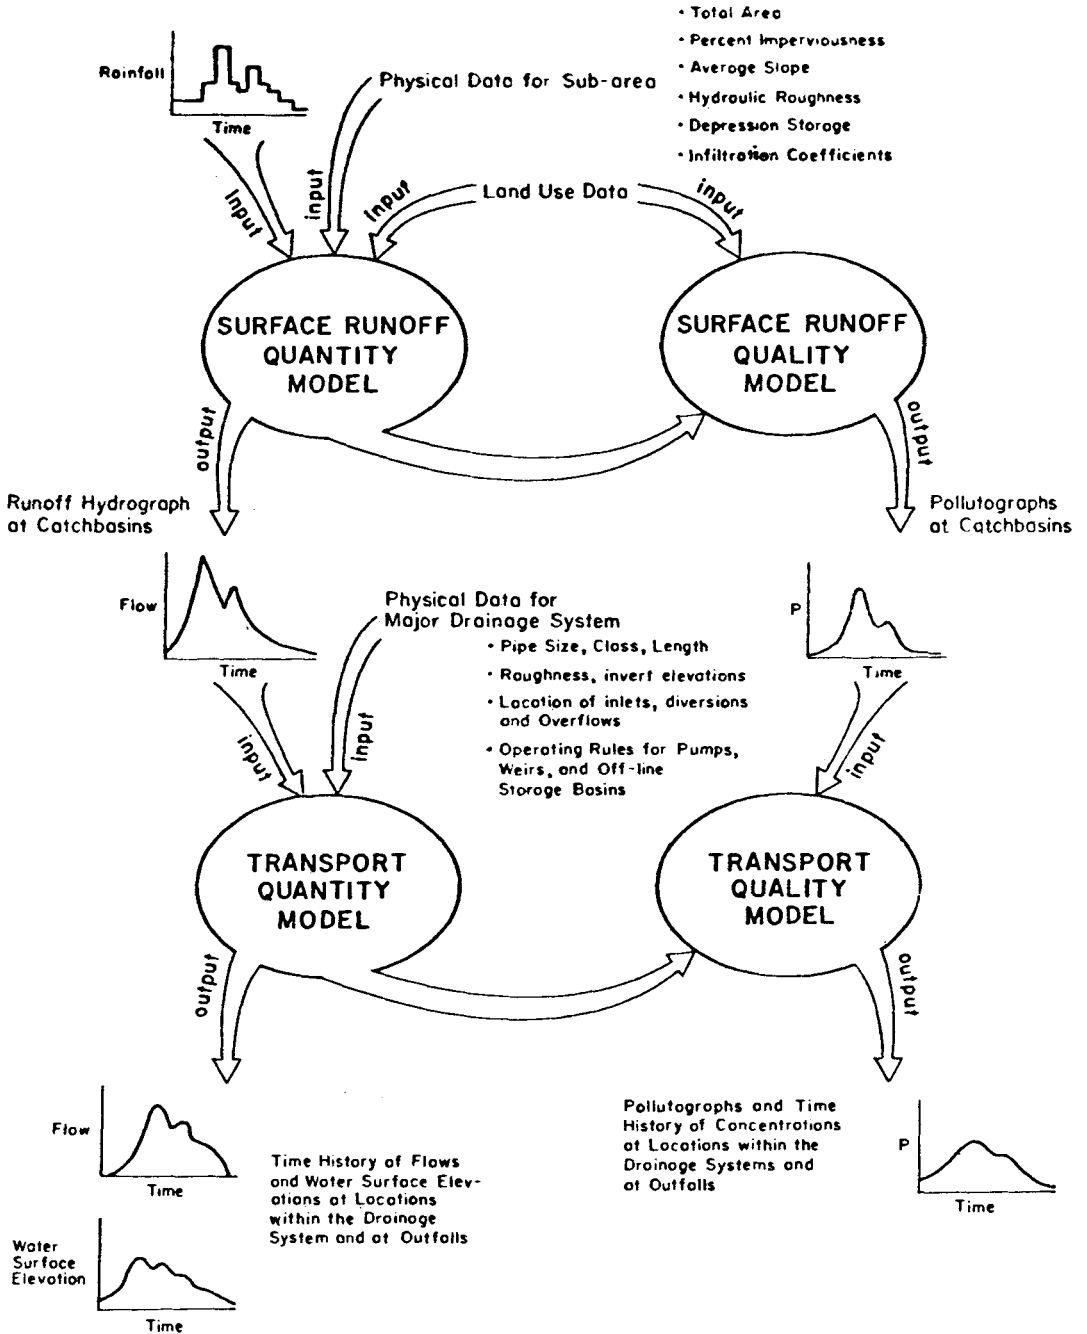 • Total Area
• Percent Imperviousness
• Average Slope
• Hydraulic Roughness
• Depression Storage
• Infiltration Coefficients
Rainfall
Time
Physical Data for Sub-area
input
input
input
Land Use Data
input
SURFACE RUNOFF
QUANTITY
MODEL
SURFACE RUNOFF
QUALITY
MODEL
output
output
Runoff Hydrograph
at Catchbasins
Pollutographs
at Catchbasins
Flow
Time
Physical Data for
Major Drainage System
• Pipe Size, Class, Length
• Roughness, invert elevations
• Location of inlets, diversions
and Overflows
• Operating Rules for Pumps,
Weirs, and Off-line
Storage Basins
P
Time
input
input
input
TRANSPORT
QUANTITY
MODEL
TRANSPORT
QUALITY
MODEL
output
output
Flow
Time
Time History of Flows
and Water Surface Elev-
ations at Locations
within the Drainage
System and at Outfalls
Pollutographs and Time
History of Concentrations
at Locations within the
Drainage Systems and
at Outfalls
P
Time
Water
Surface
Elevation
Time